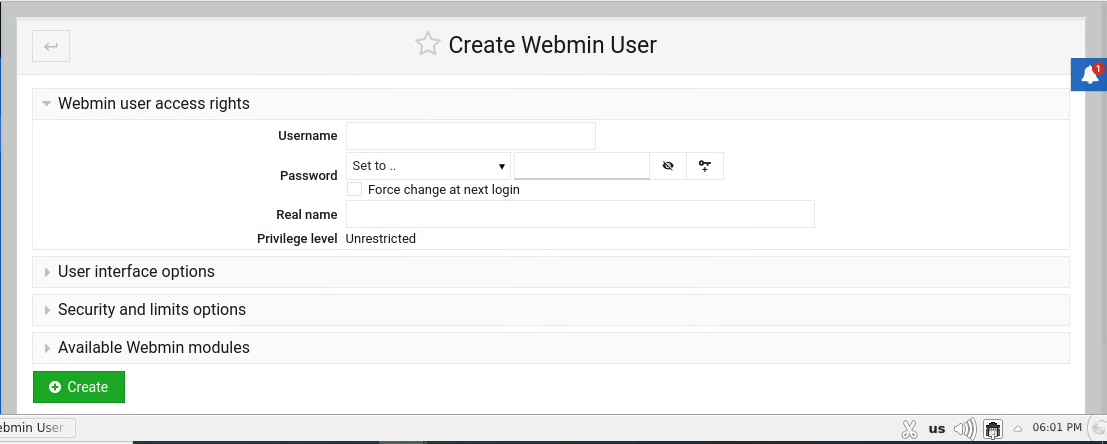 Create Webmin User
1
Webmin user access rights
Username
Password Set to ..
Force change at next login
Real name
Privilege level Unrestricted
User interface options
Security and limits options
Available Webmin modules
Create
ebmin User us 06:01 PM